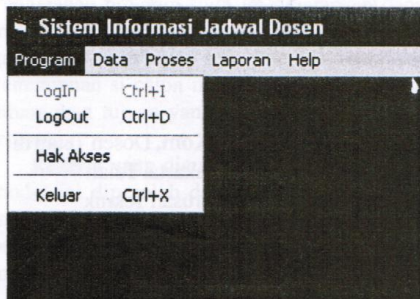 Sistem Informasi Jadwal Dosen
Program Data Proses Laporan Help
LogIn Ctrl+I
LogOut Ctrl+D
Hak Akses
Keluar Ctrl+X